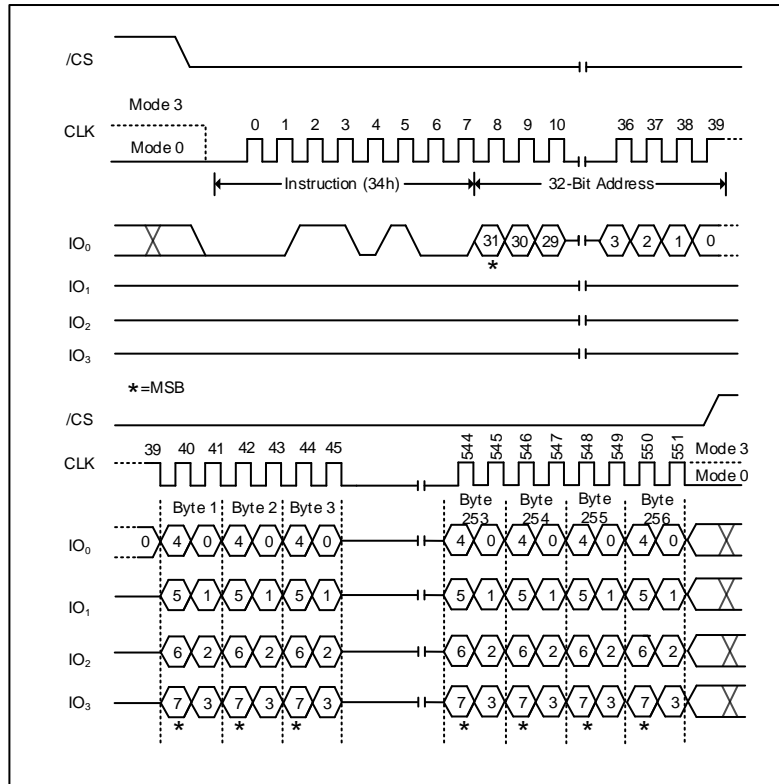 /CS
Mode 3
0 1 2 3 4 5 6 7 8 9 10 36 37 38 39
CLK
Mode 0
Instruction (34h) 32-Bit Address
IO0 31 30 29 3 2 1 0
*
IO1
IO2
IO3
*=MSB
/CS
39 40 41 42 43 44 45 544 545 546 547 548 549 550 551 Mode 3
CLK
Mode 0
Byte 1 Byte 2 Byte 3 Byte 253 Byte 254 Byte 255 Byte 256
IO0 0 4 0 4 0 4 0 4 0 4 0 4 0 4 0
IO1 5 1 5 1 5 1 5 1 5 1 5 1 5 1
IO2 6 2 6 2 6 2 6 2 6 2 6 2 6 2
IO3 7 3 7 3 7 3 7 3 7 3 7 3 7 3
* * * * * * *